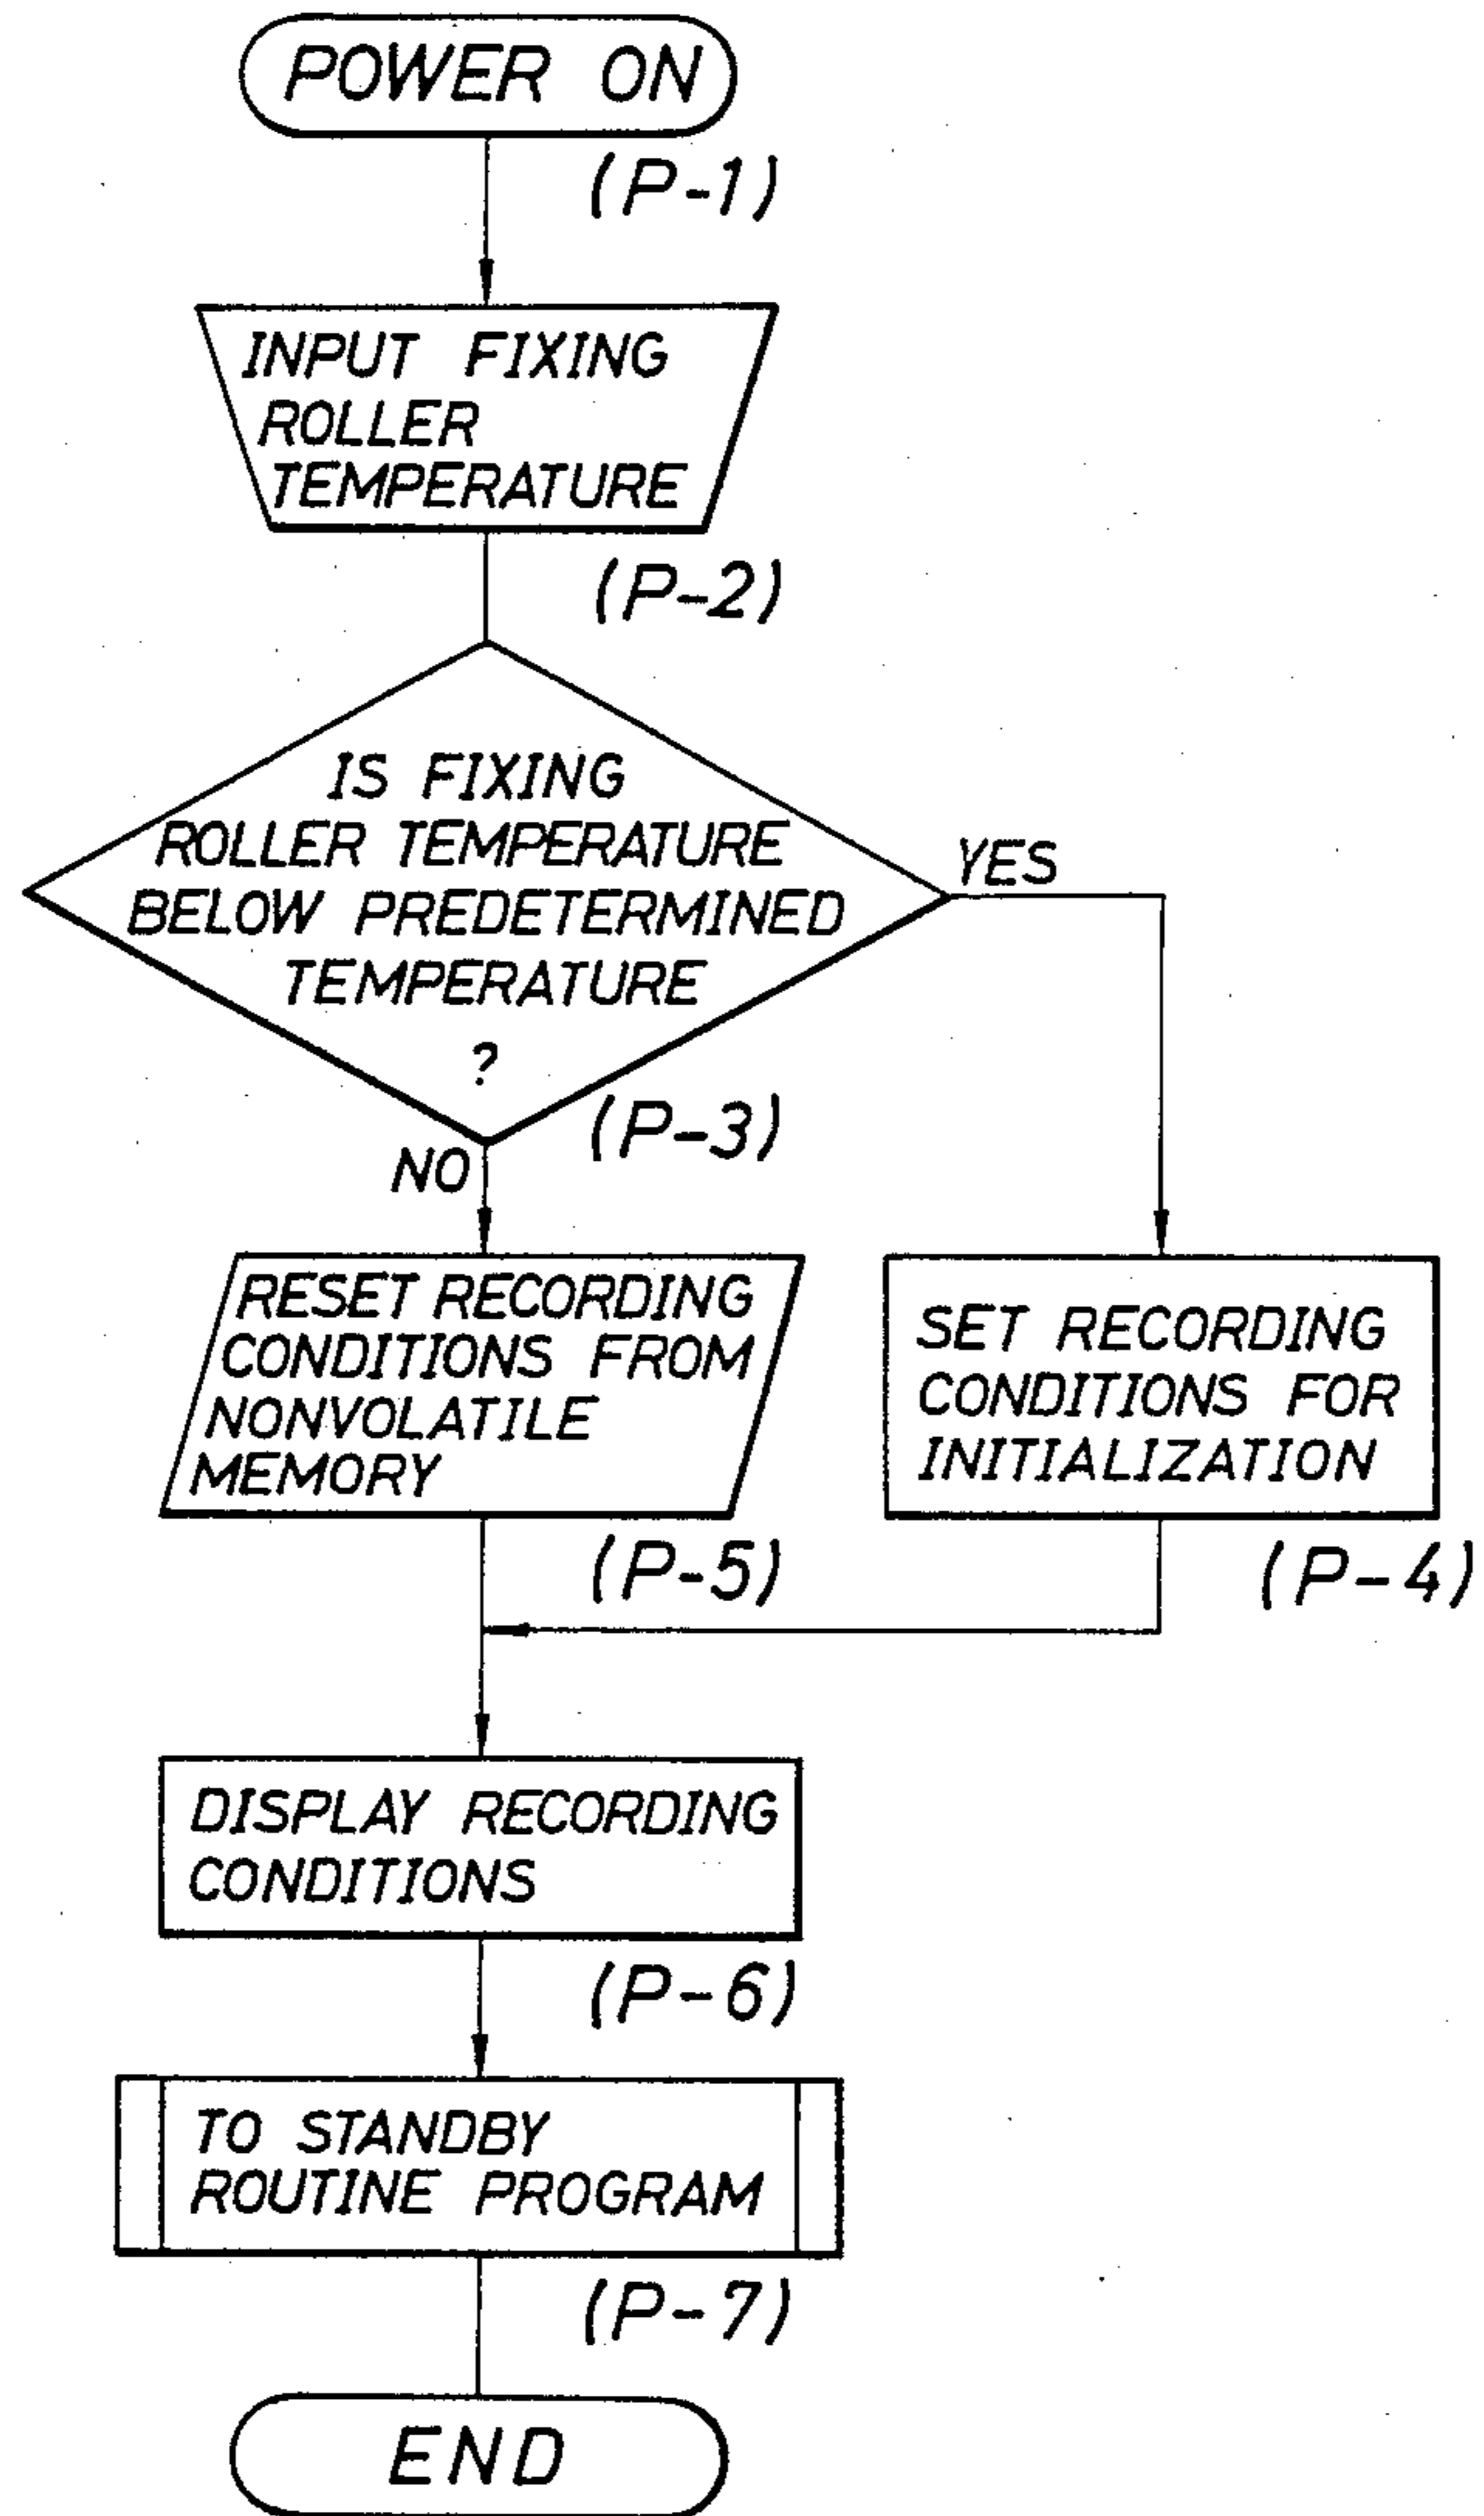 POWER ON
(P-1)
INPUT FIXING
ROLLER
TEMPERATURE
(P-2)
IS FIXING
ROLLER TEMPERATURE
BELOW PREDETERMINED
TEMPERATURE
?
YES
(P-3)
NO
RESET RECORDING
CONDITIONS FROM
NONVOLATILE
MEMORY
(P-5)
SET RECORDING
CONDITIONS FOR
INITIALIZATION
(P-4)
DISPLAY RECORDING
CONDITIONS
(P-6)
TO STANDBY
ROUTINE PROGRAM
(P-7)
END